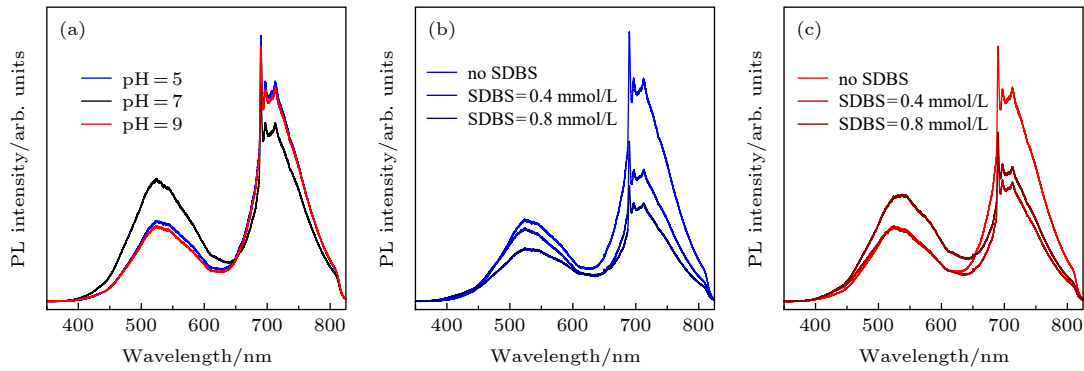 (a)
pH = 5
pH = 7
pH = 9
PL intensity/arb. units
400 500 600 700 800
Wavelength/nm
(b)
no SDBS
SDBS=0.4 mmol/L
SDBS=0.8 mmol/L
PL intensity/arb. units
400 500 600 700 800
Wavelength/nm
(c)
no SDBS
SDBS=0.4 mmol/L
SDBS=0.8 mmol/L
PL intensity/arb. units
400 500 600 700 800
Wavelength/nm